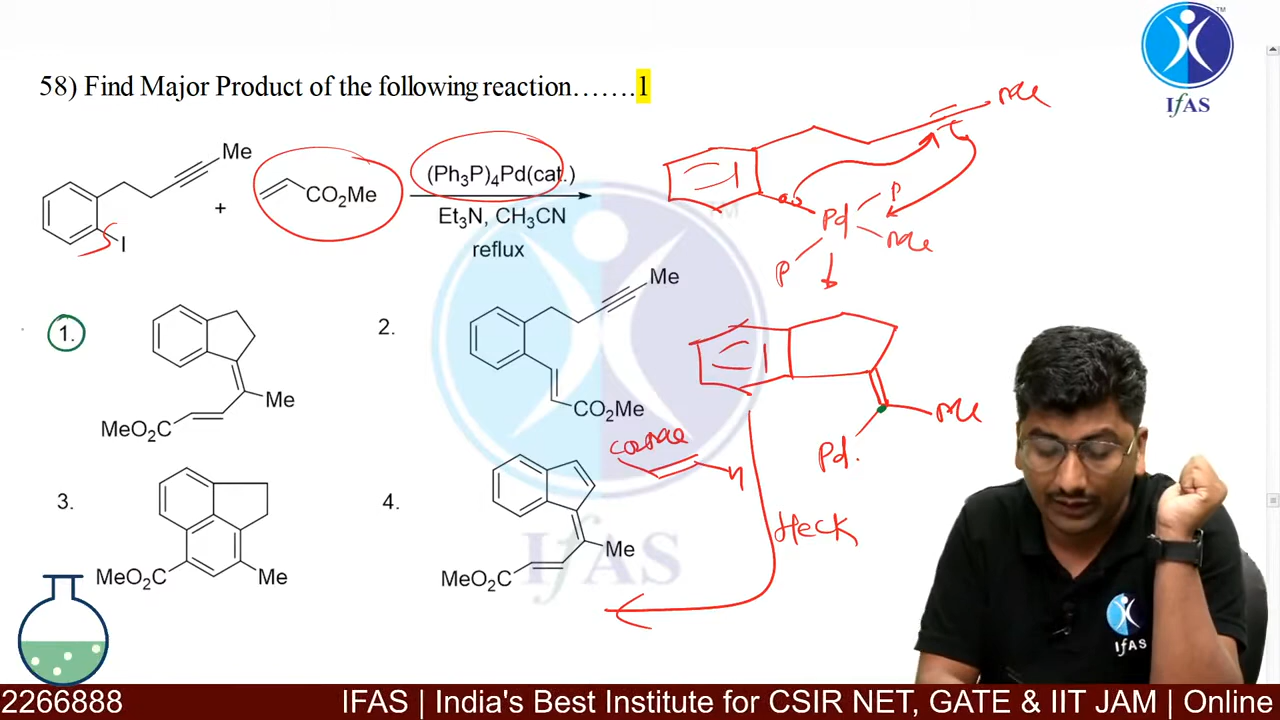 IfAS
58) Find Major Product of the following reaction.......1
Me
I
+
CO₂Me
(Ph₃P)₄Pd(cat.)
Et₃N, CH₃CN
reflux
Me
Pd
P
Me
P
1.
Me
MeO₂C
2.
Me
CO₂Me
Me
Pd.
CO₂Me
H
Heck
3.
MeO₂C
Me
4.
Me
MeO₂C
IFAS
IfAS
2266888 IFAS | India's Best Institute for CSIR NET, GATE & IIT JAM | Online